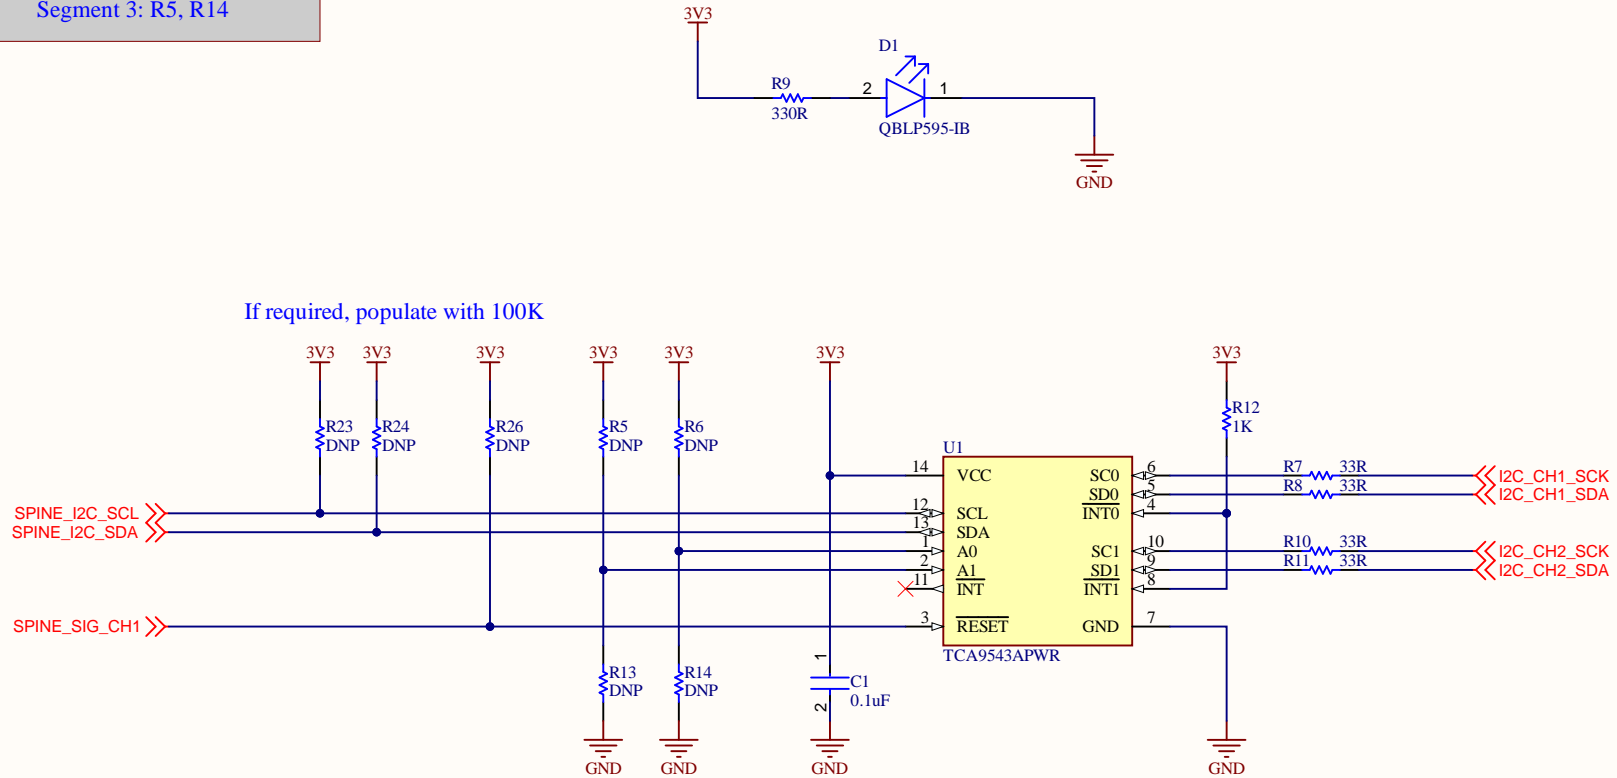 Segment 3: R5, R14
3V3
D1
R9
2
1
330R
QBLP595-IB
GND
If required, populate with 100K
3V3
3V3
3V3
3V3
3V3
3V3
3V3
R23
DNP
R24
DNP
R26
DNP
R5
DNP
R6
DNP
R12
1K
U1
14
VCC
SC0
6
R7
33R
I2C_CH1_SCK
SD0
5
R8
33R
I2C_CH1_SDA
SPINE_I2C_SCL
12
SCL
INT0
4
SPINE_I2C_SDA
13
SDA
1
A0
SC1
10
R10
33R
I2C_CH2_SCK
2
A1
SD1
9
R11
33R
I2C_CH2_SDA
11
INT
INT1
8
SPINE_SIG_CH1
3
RESET
GND
7
TCA9543APWR
R13
DNP
R14
DNP
1
C1
0.1uF
2
GND
GND
GND
GND